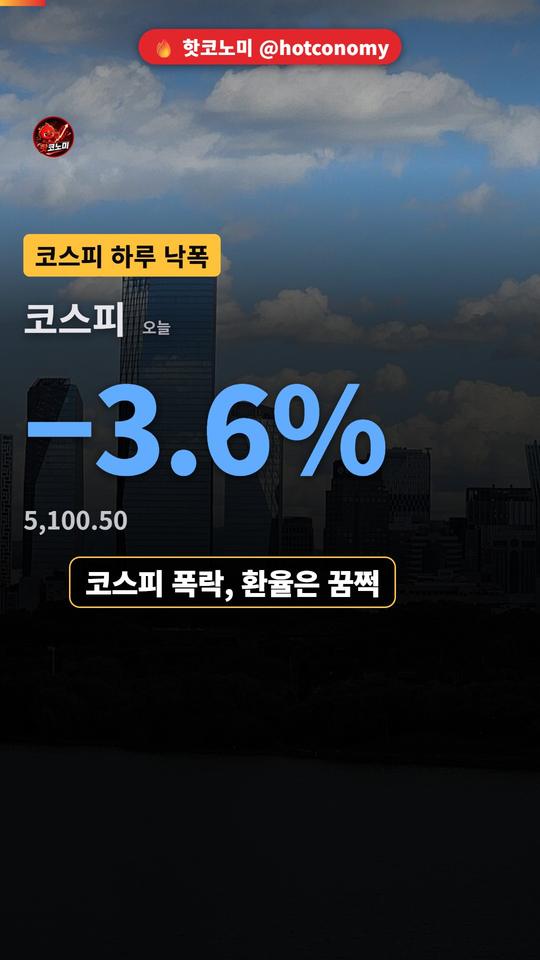 🔥 핫코노미 @hotconomy
핫코노미
코스피 하루 낙폭
코스피 오늘
−3.6%
5,100.50
코스피 폭락, 환율은 꿈쩍